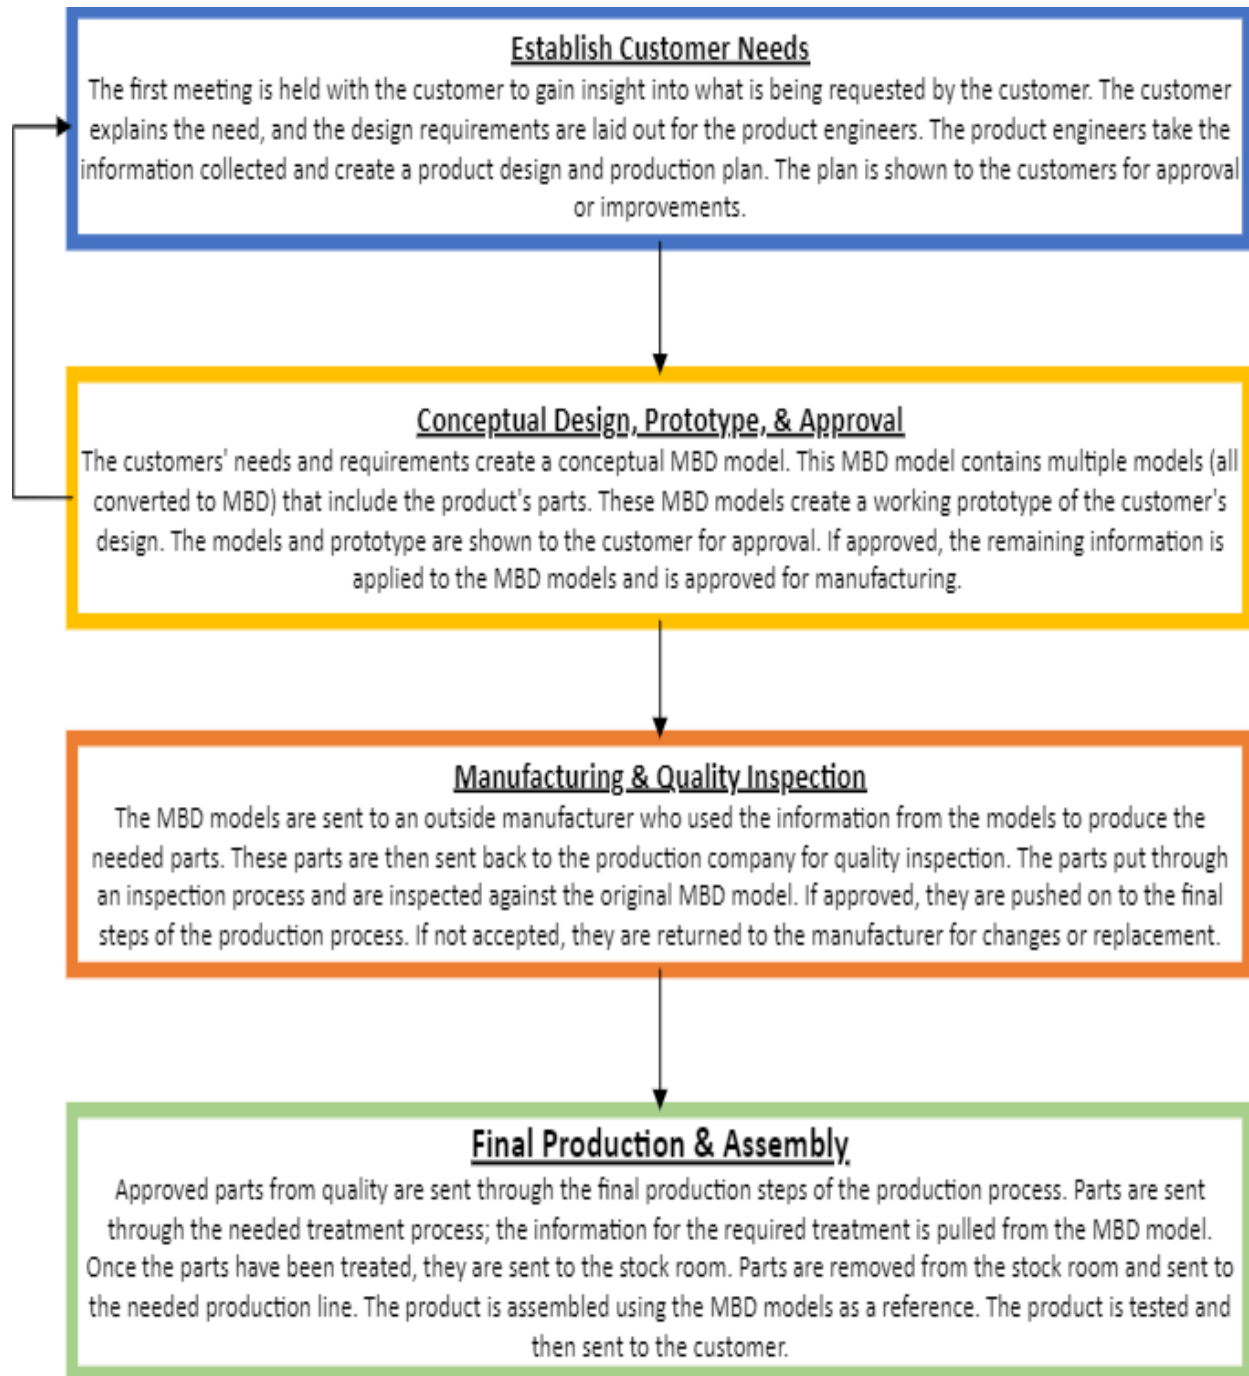 Establish Customer Needs
The first meeting is held with the customer to gain insight into what is being requested by the customer. The customer
explains the need, and the design requirements are laid out for the product engineers. The product engineers take the
information collected and create a product design and production plan. The plan is shown to the customers for approval
or improvements.
Conceptual Design, Prototype, & Approval
The customers' needs and requirements create a conceptual MBD model. This MBD model contains multiple models (all
converted to MBD) that include the product's parts. These MBD models create a working prototype of the customer's
design. The models and prototype are shown to the customer for approval. If approved, the remaining information is
applied to the MBD models and is approved for manufacturing.
Manufacturing & Quality Inspection
The MBD models are sent to an outside manufacturer who used the information from the models to produce the
needed parts. These parts are then sent back to the production company for quality inspection. The parts put through
an inspection process and are inspected against the original MBD model. If approved, they are pushed on to the final
steps of the production process. If not accepted, they are returned to the manufacturer for changes or replacement.
Final Production & Assembly
Approved parts from quality are sent through the final production steps of the production process. Parts are sent
through the needed treatment process; the information for the required treatment is pulled from the MBD model.
Once the parts have been treated, they are sent to the stock room. Parts are removed from the stock room and sent to
the needed production line. The product is assembled using the MBD models as a reference. The product is tested and
then sent to the customer.